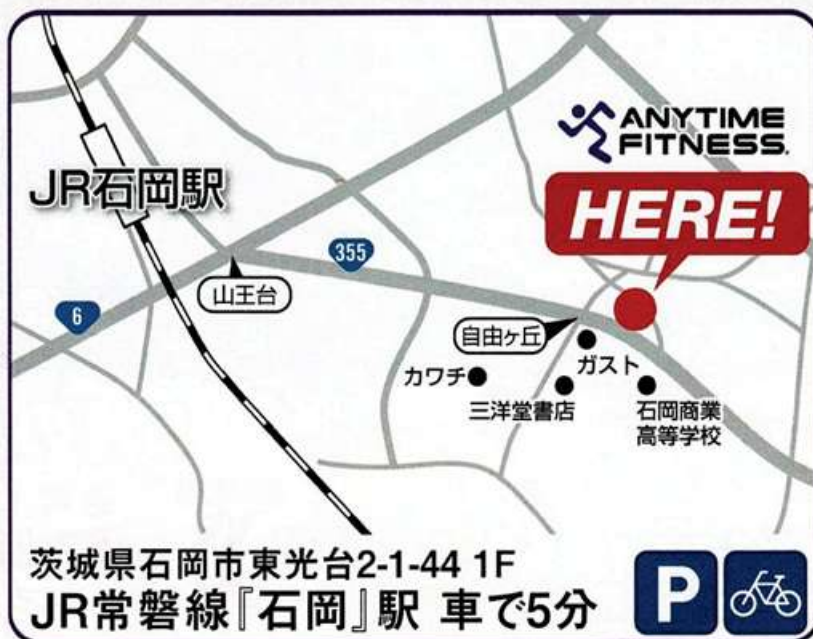 ANYTIME
FITNESS.
HERE!
JR石岡駅
355
山王台
6
自由ヶ丘
ガスト
カワチ
三洋堂書店
石岡商業
高等学校
茨城県石岡市東光台2-1-44 1F
JR常磐線『石岡』駅 車で5分
P